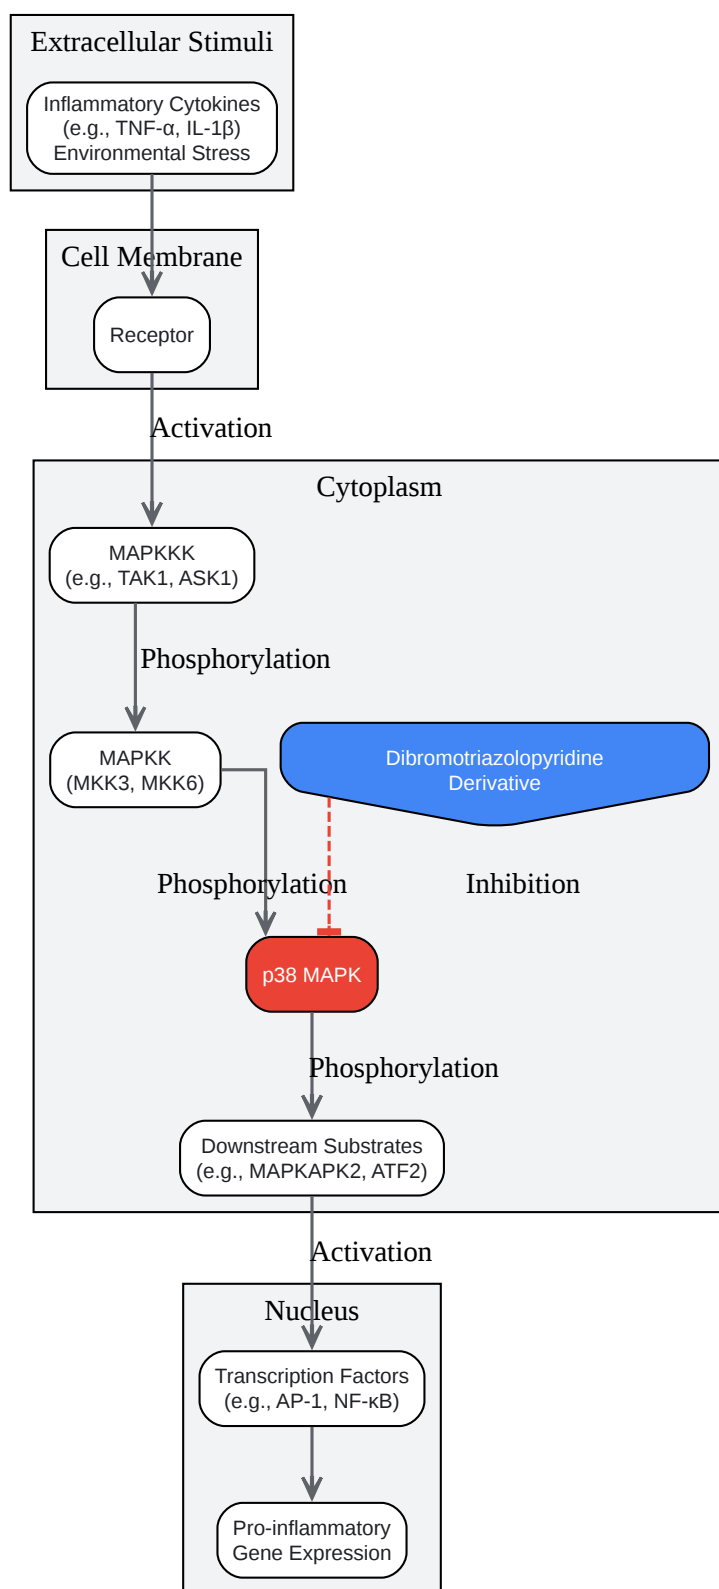 Extracellular Stimuli
Inflammatory Cytokines
(e.g., TNF-α, IL-1β)
Environmental Stress
Cell Membrane
Receptor
Activation
Cytoplasm
MAPKKK
(e.g., TAK1, ASK1)
Phosphorylation
MAPKK
(MKK3, MKK6)
Dibromotriazolopyridine
Derivative
Phosphorylation
Inhibition
p38 MAPK
Phosphorylation
Downstream Substrates
(e.g., MAPKAPK2, ATF2)
Activation
Nucleus
Transcription Factors
(e.g., AP-1, NF-κB)
Pro-inflammatory
Gene Expression